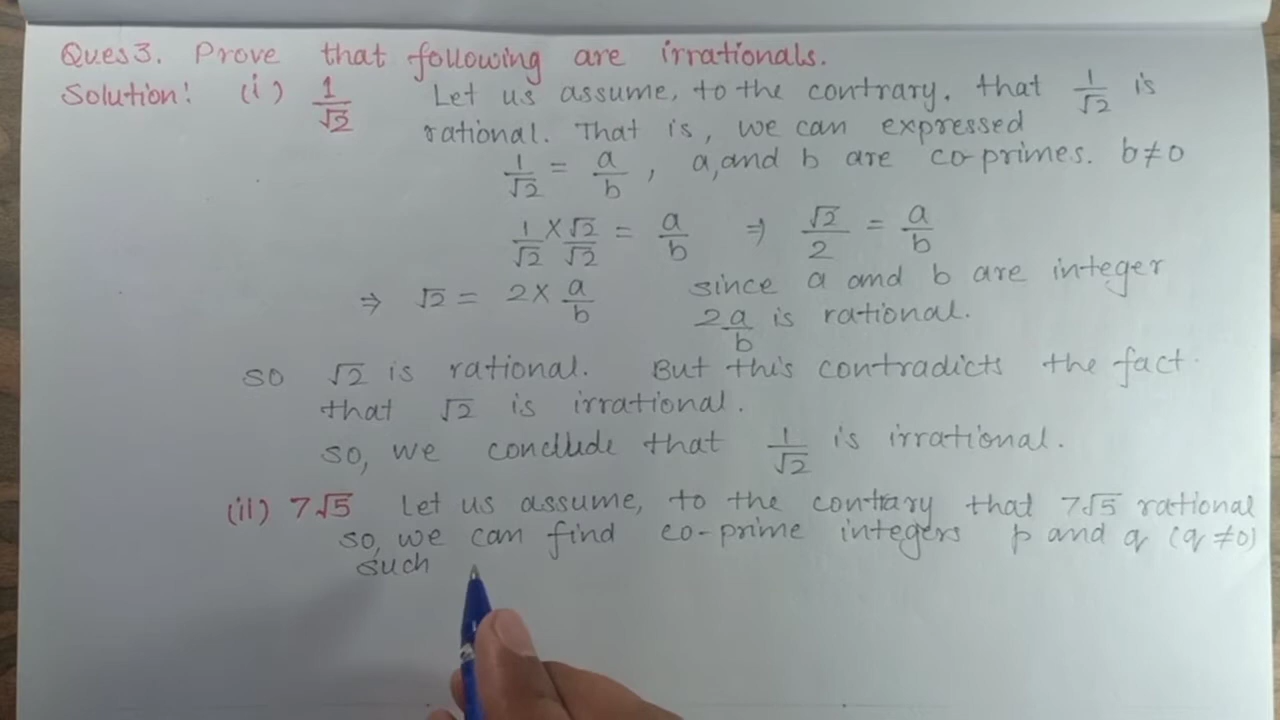 Ques 3. Prove that following are irrationals.
Solution: (i) 1/√2 Let us assume, to the contrary, that 1/√2 is
rational. That is, we can expressed
1/√2 = a/b, a, and b are co primes. b≠0
1/√2 × √2/√2 = a/b ⇒ √2/2 = a/b
⇒ √2 = 2 × a/b since a and b are integer
2a/b is rational.
so √2 is rational. But this contradicts the fact
that √2 is irrational.
so, we conclude that 1/√2 is irrational.
(ii) 7√5 Let us assume, to the contrary that 7√5 rational
so, we can find co-prime integers p and q (q≠0)
such